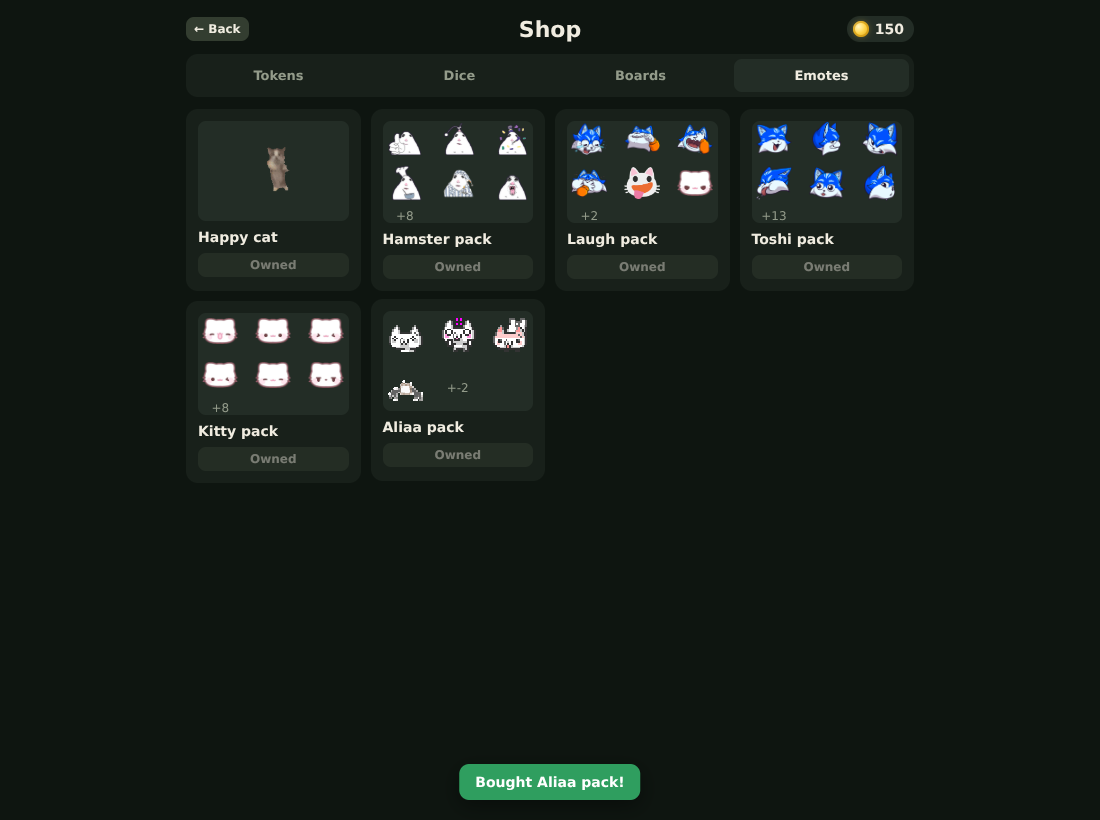 ← Back
Shop
150
Tokens
Dice
Boards
Emotes
Happy cat
Owned
+8
Hamster pack
Owned
+2
Laugh pack
Owned
+13
Toshi pack
Owned
+8
Kitty pack
Owned
+-2
Aliaa pack
Owned
Bought Aliaa pack!